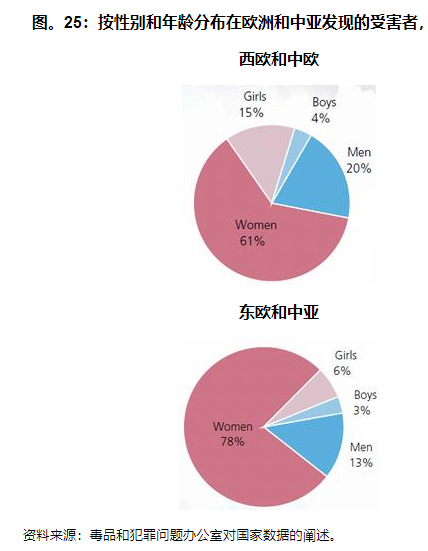 图。25：按性别和年龄分布在欧洲和中亚发现的受害者，
西欧和中欧
Girls
15%
Boys
4%
Men
20%
Women
61%
东欧和中亚
Girls
6%
Boys
3%
Women
78%
Men
13%
资料来源：毒品和犯罪问题办公室对国家数据的阐述。